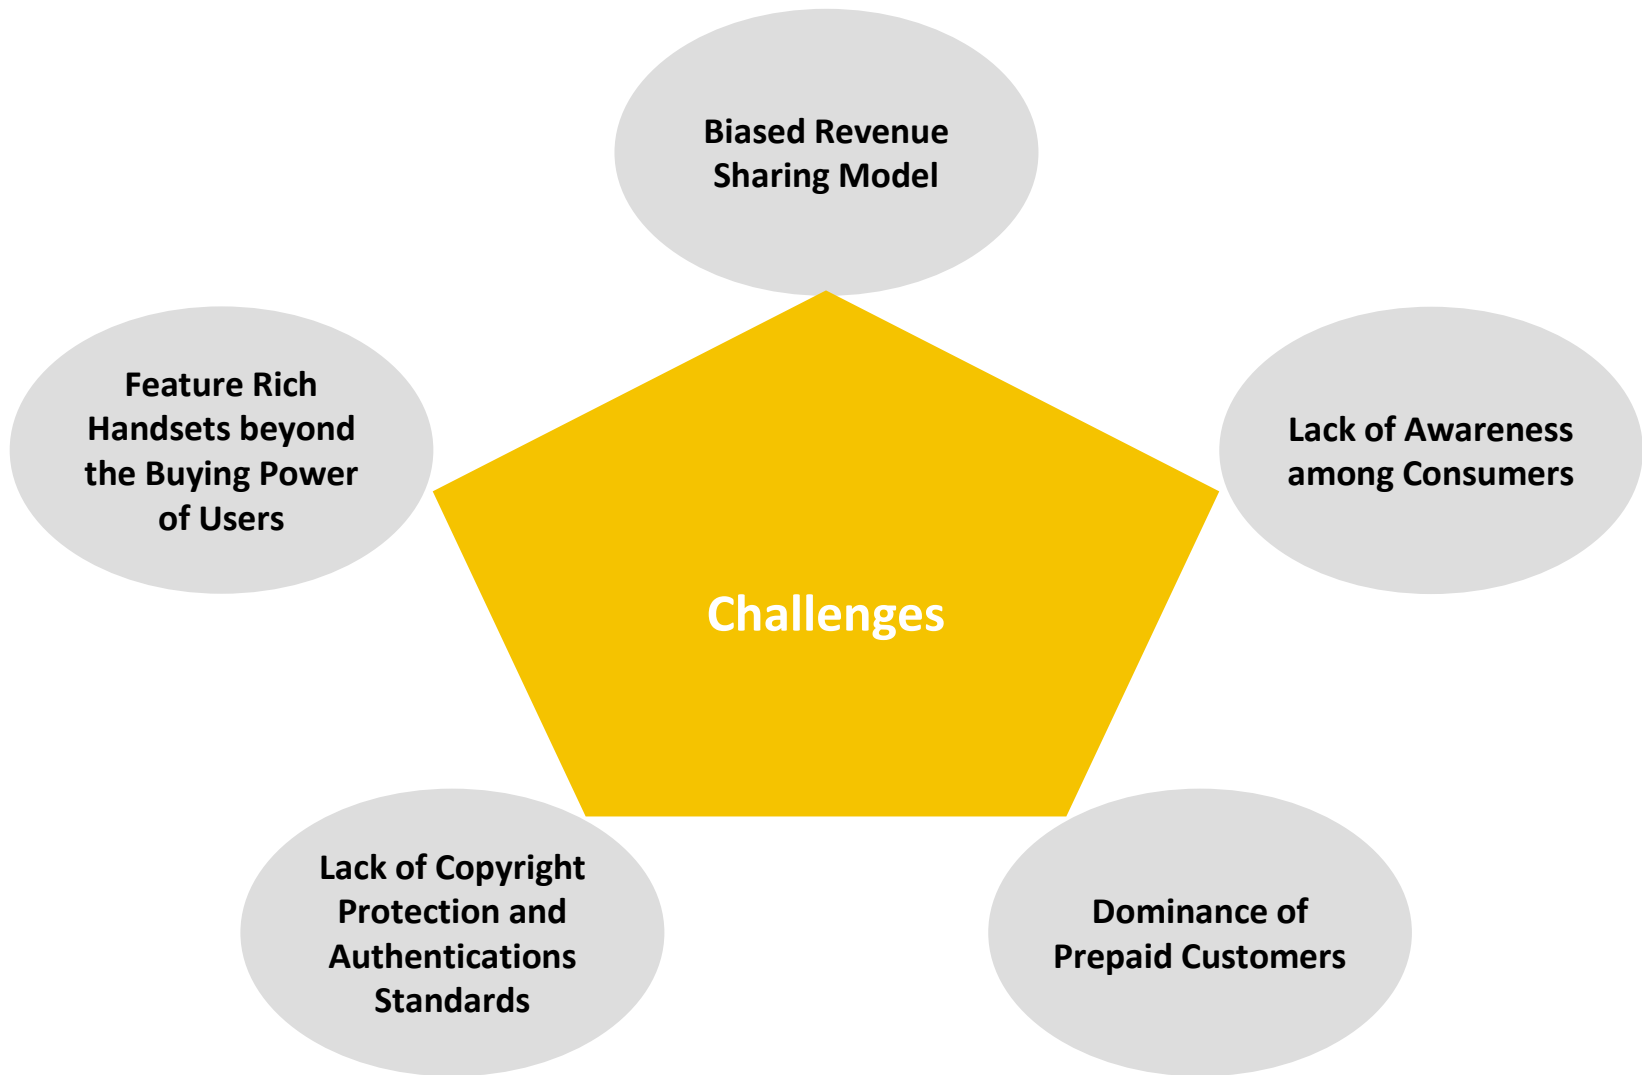 Biased Revenue
Sharing Model
Feature Rich
Handsets beyond
the Buying Power
of Users
Lack of Awareness
among Consumers
Challenges
Lack of Copyright
Protection and
Authentications
Standards
Dominance of
Prepaid Customers